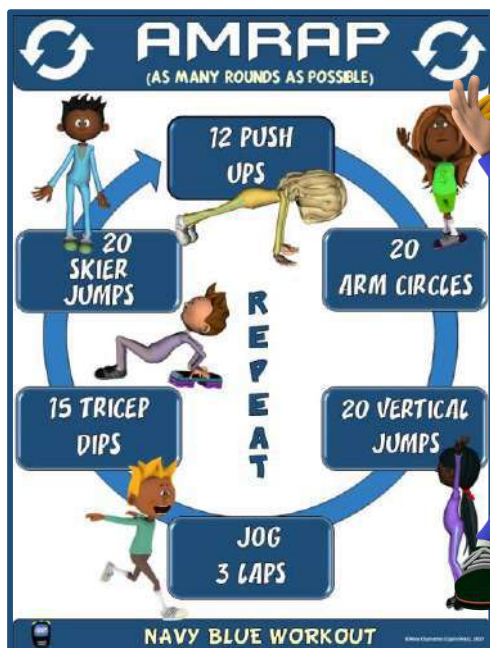 AMRAP
(AS MANY ROUNDS AS POSSIBLE)
12 PUSH
UPS
20
ARM CIRCLES
20 VERTICAL
JUMPS
JOG
3 LAPS
15 TRICEP
DIPS
20
SKIER
JUMPS
REPEAT
NAVY BLUE WORKOUT